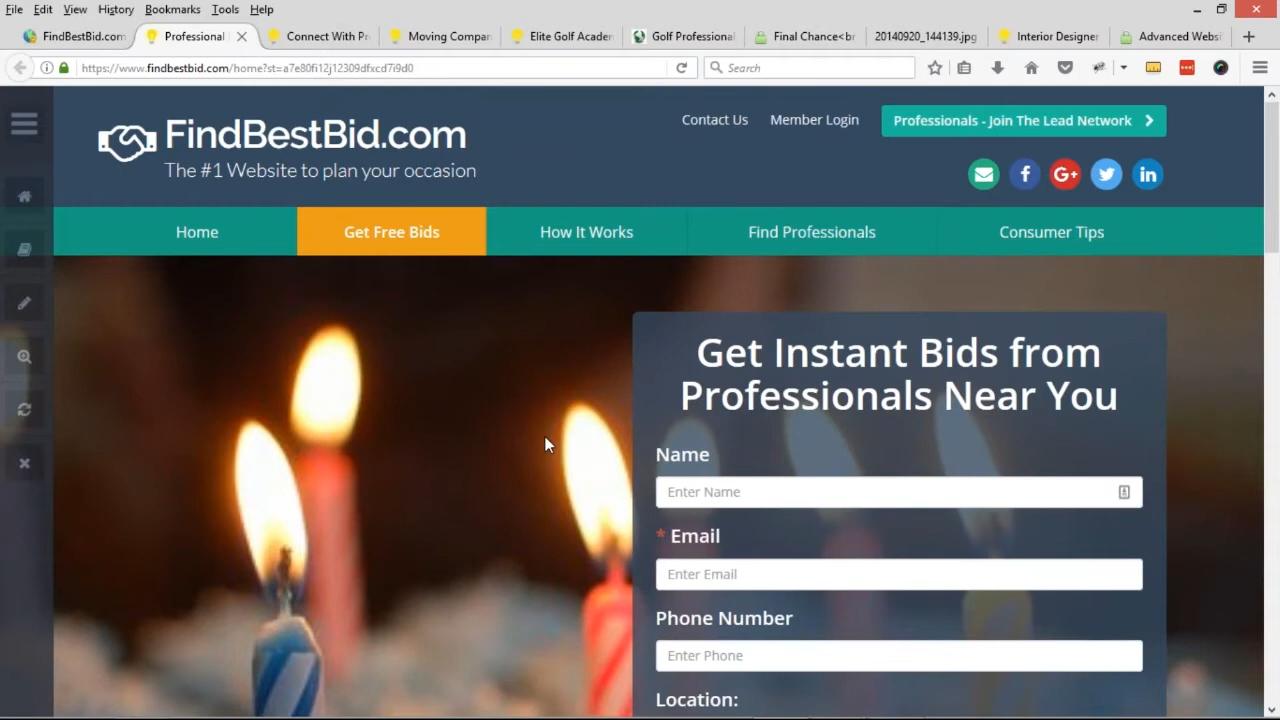 File Edit View History Bookmarks Tools Help
FindBestBid.com Professional Connect With Pr Moving Compan Elite Golf Academ Golf Professional Final Chance<br 20140920_144139.jpg Interior Designer Advanced Websi
https://www.findbestbid.com/home?st=a7e80fi12j12309dfxcd7i9d0
Search
Contact Us Member Login Professionals - Join The Lead Network
FindBestBid.com
The #1 Website to plan your occasion
Home Get Free Bids How It Works Find Professionals Consumer Tips
Get Instant Bids from
Professionals Near You
Name
Enter Name
* Email
Enter Email
Phone Number
Enter Phone
Location: